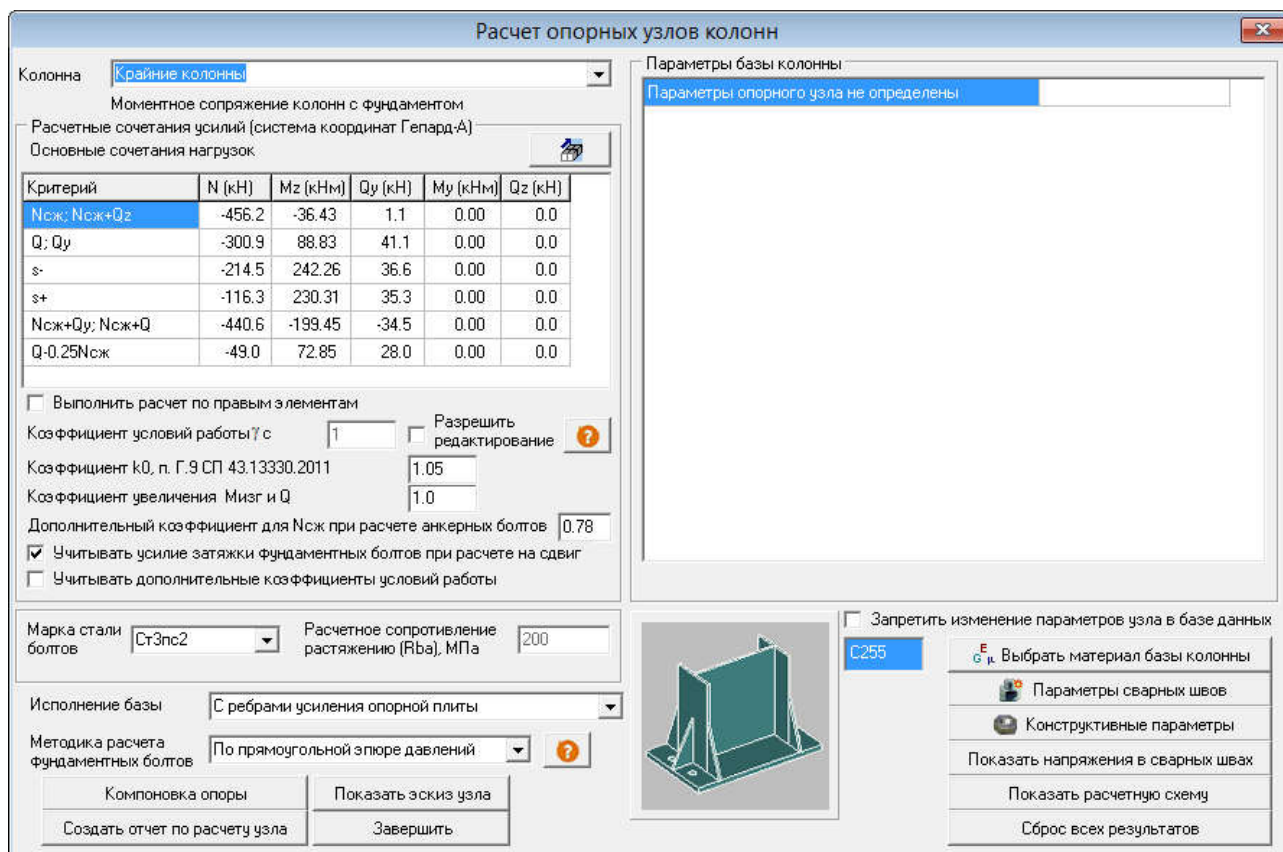 Расчет опорных узлов колонн
Колонна Крайние колонны
Моментное сопряжение колонн с фундаментом
Расчетные сочетания усилий (система координат Гепард-А)
Основные сочетания нагрузок
Критерий N (кН) Mz (кНм) Qy (кН) My (кНм) Qz (кН)
Nсж; Nсж+Qz -456.2 -36.43 1.1 0.00 0.0
Q; Qy -300.9 88.83 41.1 0.00 0.0
s- -214.5 242.26 36.6 0.00 0.0
s+ -116.3 230.31 35.3 0.00 0.0
Nсж+Qy; Nсж+Q -440.6 -199.45 -34.5 0.00 0.0
Q-0.25Nсж -49.0 72.85 28.0 0.00 0.0
Выполнить расчет по правым элементам
Коэффициент условий работы γ с 1 Разрешить редактирование
Коэффициент k0, п. Г.9 СП 43.13330.2011 1.05
Коэффициент увеличения Мизг и Q 1.0
Дополнительный коэффициент для Nсж при расчете анкерных болтов 0.78
Учитывать усилие затяжки фундаментных болтов при расчете на сдвиг
Учитывать дополнительные коэффициенты условий работы
Марка стали болтов Ст3пс2 Расчетное сопротивление растяжению (Rba), МПа 200
Исполнение базы С ребрами усиления опорной плиты
Методика расчета фундаментных болтов По прямоугольной эпюре давлений
Компоновка опоры Показать эскиз узла
Создать отчет по расчету узла Завершить
Параметры базы колонны
Параметры опорного узла не определены
Запретить изменение параметров узла в базе данных
С255 E G μ Выбрать материал базы колонны
Параметры сварных швов
Конструктивные параметры
Показать напряжения в сварных швах
Показать расчетную схему
Сброс всех результатов